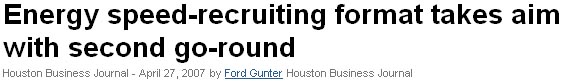 Energy speed-recruiting format takes aim
with second go-round
Houston Business Journal - April 27, 2007 by Ford Gunter Houston Business Journal